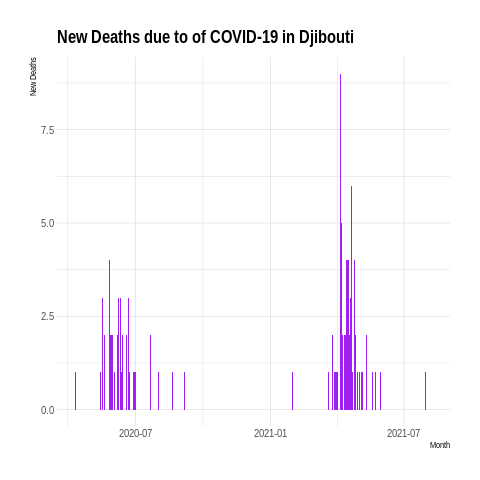 New Deaths due to of COVID-19 in Djibouti
New Deaths
7.5
5.0
2.5
0.0
2020-07 2021-01 2021-07
Month